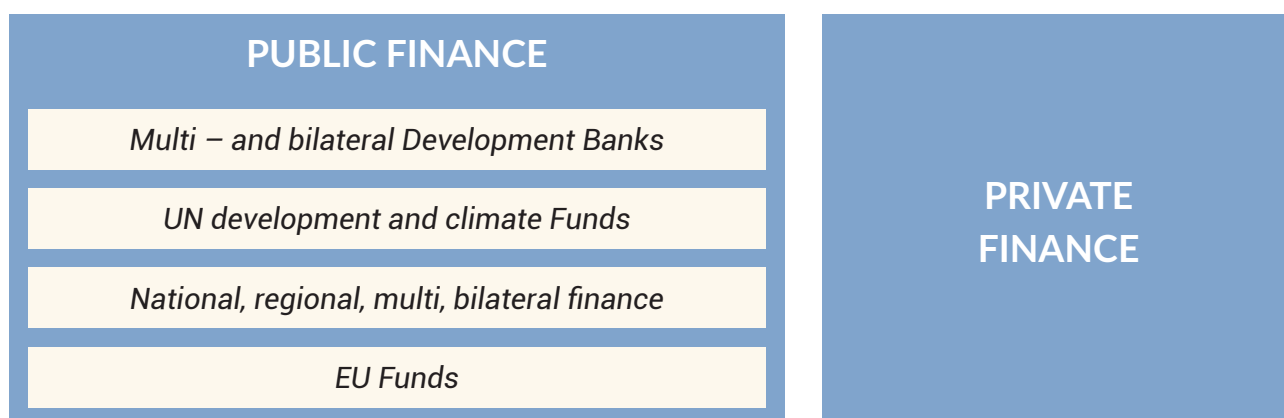 PUBLIC FINANCE
Multi – and bilateral Development Banks
UN development and climate Funds
National, regional, multi, bilateral finance
EU Funds
PRIVATE
FINANCE